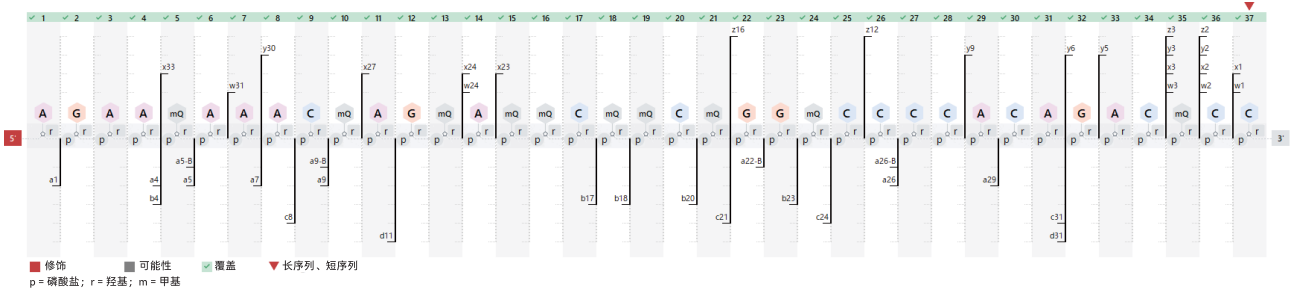 1 2 3 4 5 6 7 8 9 10 11 12 13 14 15 16 17 18 19 20 21 22 23 24 25 26 27 28 29 30 31 32 33 34 35 36 37
z16 z12 z3 z2
y30 y9 y6 y5 y3 y2
x33 x27 x24 x23 x3 x2 x1
w31 w24 w3 w2 w1
A G A A mQ A A A C mQ A G mQ A mQ mQ C mQ mQ C mQ G G mQ C C C C A C A G A C mQ C C
r r r r r r r r r r r r r r r r r r r r r r r r r r r r r r r r r r r r r
5' p p p p p p p p p p p p p p p p p p p p p p p p p p p p p p p p p p p p 3'
a5-B a9-B a22-B a26-B
a1 a4 a5 a7 a9 a26 a29
b4 b17 b18 b20 b23
c8 c21 c24 c31
d11 d31
修饰 可能性 覆盖 长序列、短序列
p = 磷酸盐；r = 羟基；m = 甲基